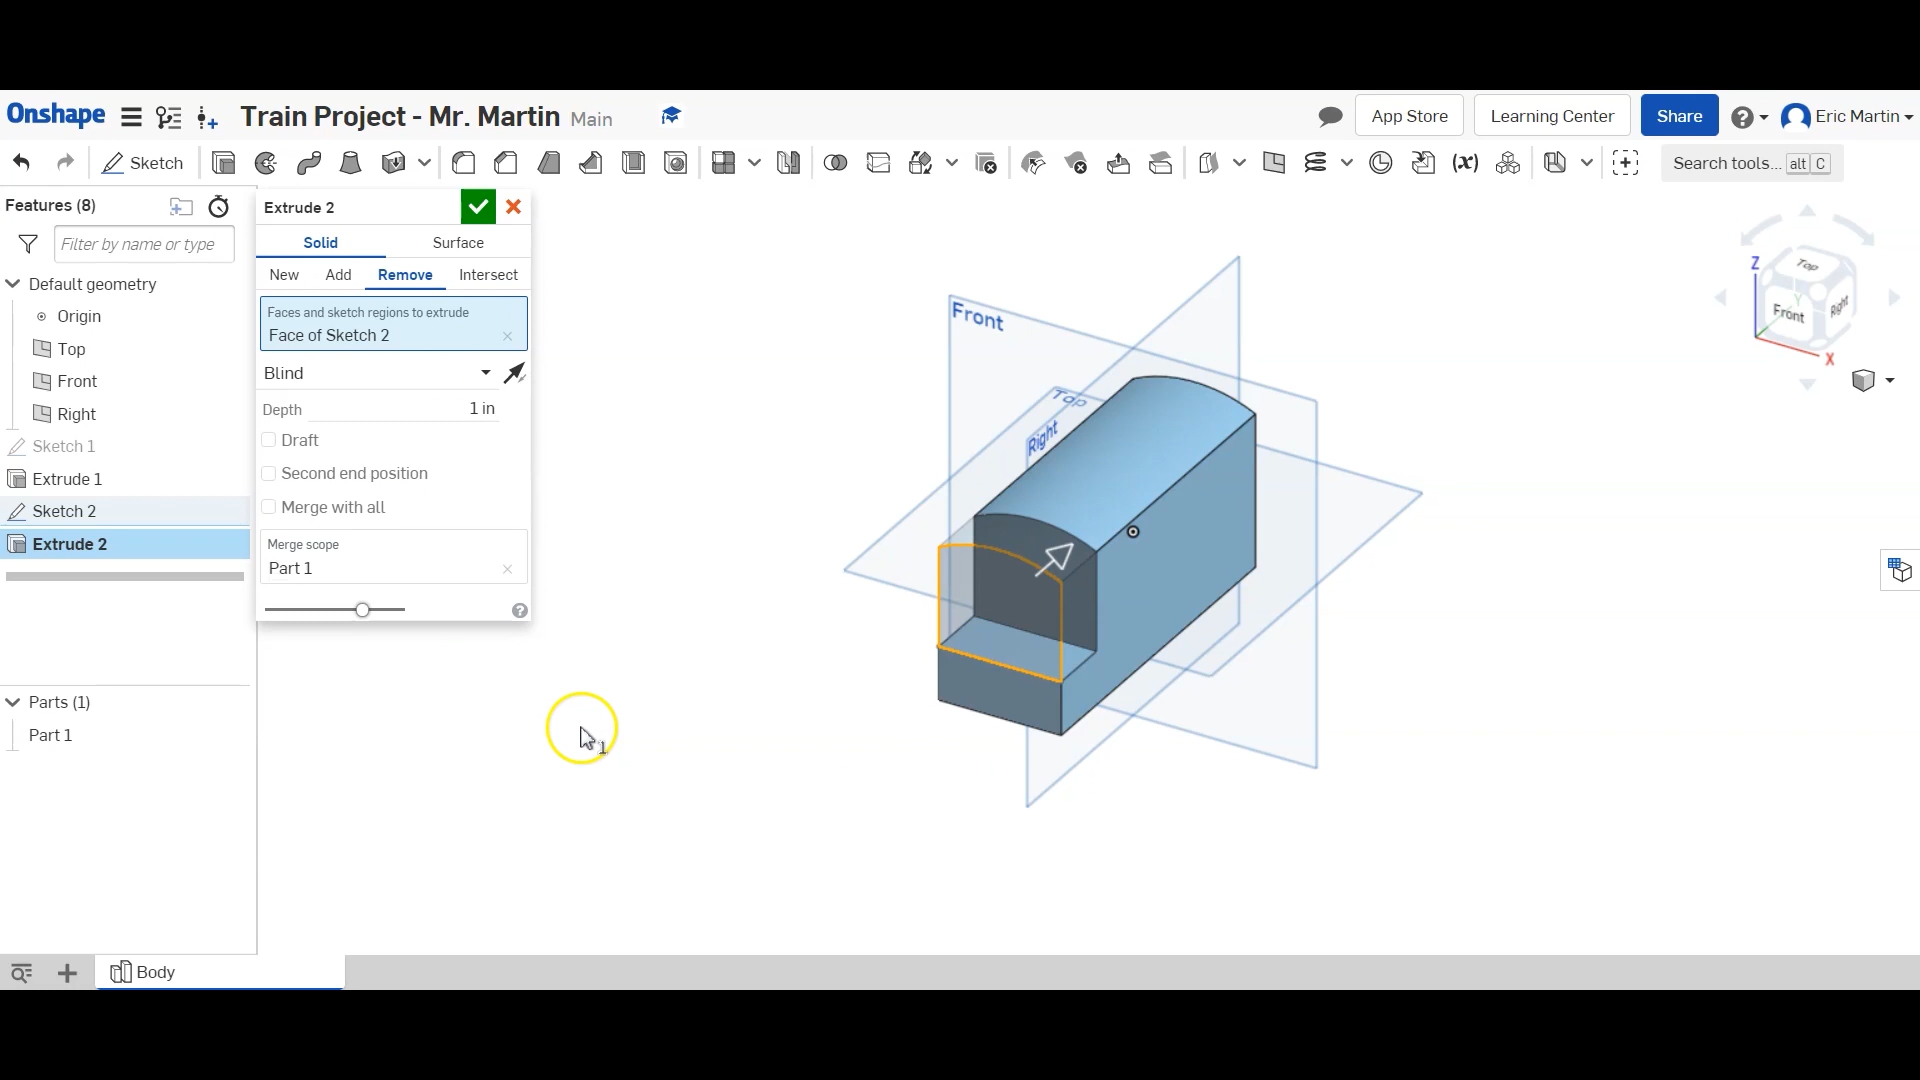 Onshape
Train Project - Mr. Martin Main
App Store
Learning Center
Share
?
Eric Martin
Sketch
(x)
Search tools... alt C
Features (8)
Filter by name or type
Default geometry
Origin
Top
Front
Right
Sketch 1
Extrude 1
Sketch 2
Extrude 2
Parts (1)
Part 1
Extrude 2
Solid
Surface
New
Add
Remove
Intersect
Faces and sketch regions to extrude
Face of Sketch 2
Blind
Depth
1 in
Draft
Second end position
Merge with all
Merge scope
Part 1
?
Front
Top
Right
1
Z
Top
Y
Front
Right
X
Body